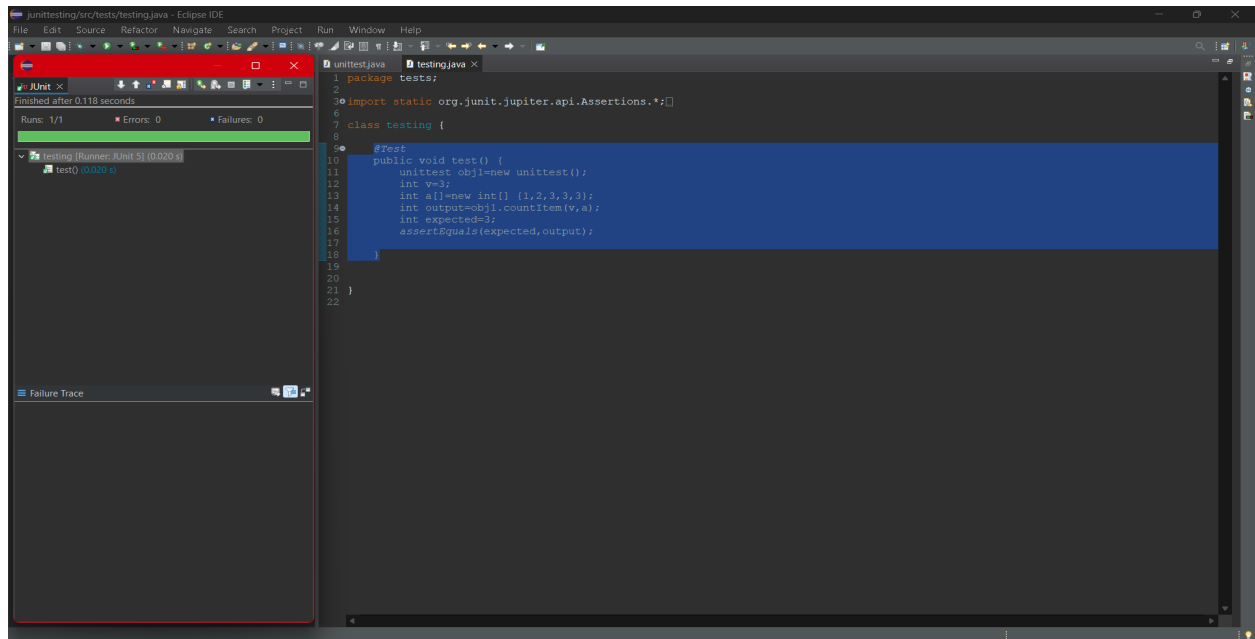 junittesting/src/tests/testing.java - Eclipse IDE
File Edit Source Refactor Navigate Search Project Run Window Help
JUnit
Finished after 0.118 seconds
Runs: 1/1 Errors: 0 Failures: 0
testing [Runner: JUnit 5] (0.020 s)
test() (0.020 s)
Failure Trace
unittest.java testing.java
1 package tests;
2
3 import static org.junit.jupiter.api.Assertions.*;
6
7 class testing {
8
9 @Test
10 public void test() {
11 unittest obj1=new unittest();
12 int v=3;
13 int a[]=new int[] {1,2,3,3,3};
14 int output=obj1.countItem(v,a);
15 int expected=3;
16 assertEquals(expected,output);
17
18 }
19
20
21 }
22